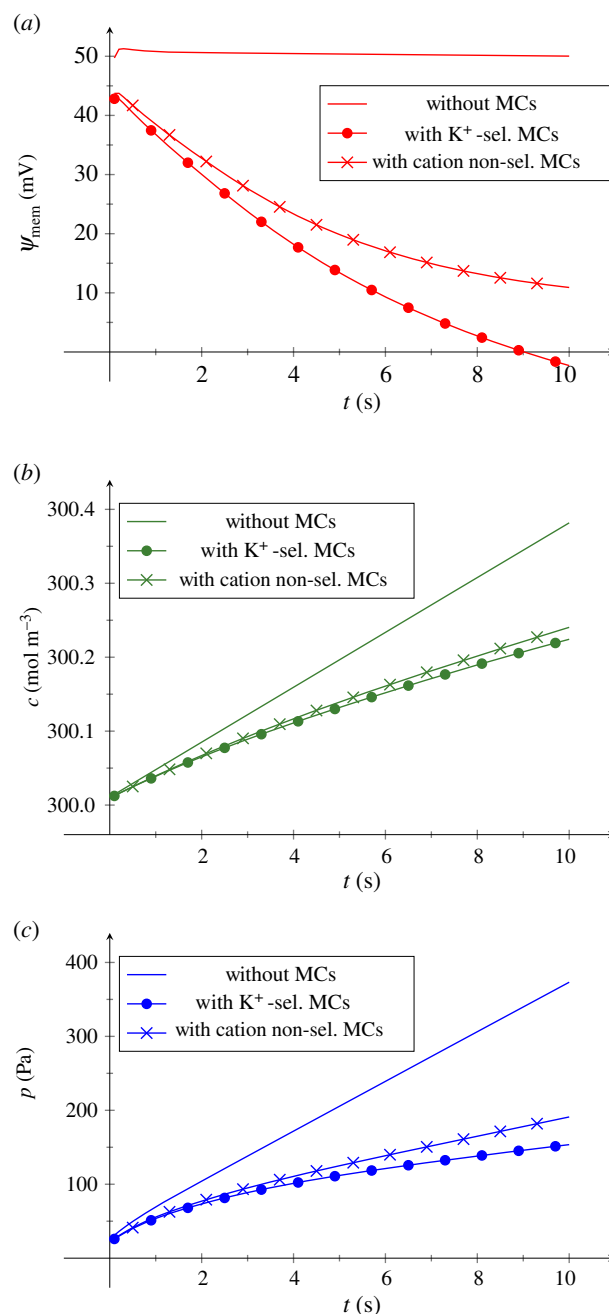 (a)
50
40
30
20
10
ψmem (mV)
without MCs
with K+ -sel. MCs
with cation non-sel. MCs
2 4 6 8 10
t (s)
(b)
300.4
300.3
300.2
300.1
300.0
c (mol m−3)
without MCs
with K+ -sel. MCs
with cation non-sel. MCs
2 4 6 8 10
t (s)
(c)
400
300
200
100
p (Pa)
without MCs
with K+ -sel. MCs
with cation non-sel. MCs
2 4 6 8 10
t (s)